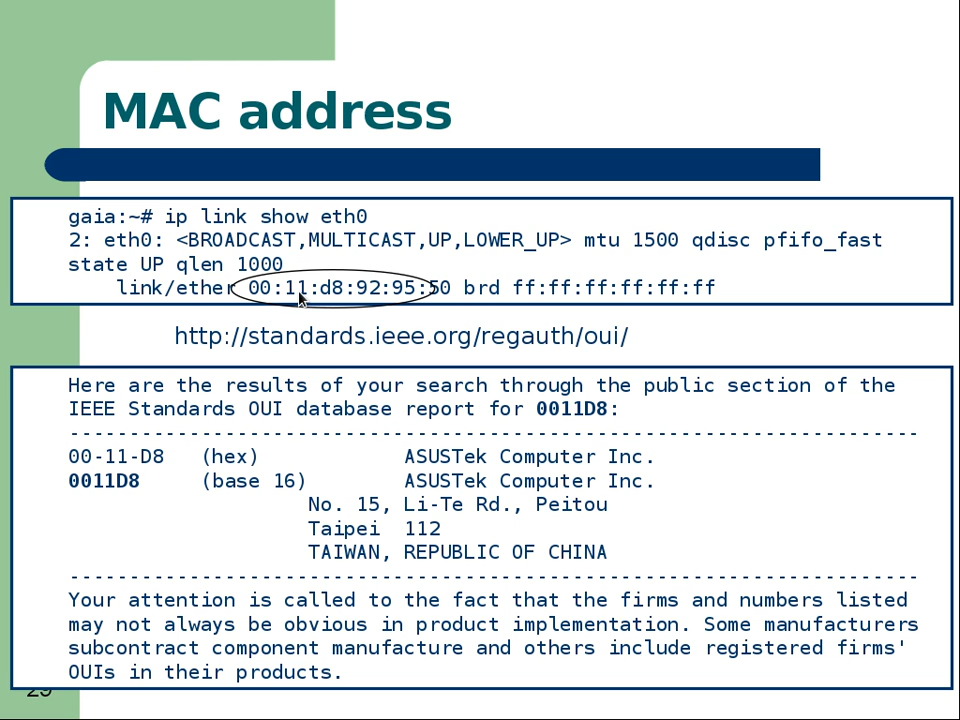 MAC address
gaia:~# ip link show eth0
2: eth0: <BROADCAST,MULTICAST,UP,LOWER_UP> mtu 1500 qdisc pfifo_fast
state UP qlen 1000
link/ether 00:11:d8:92:95:50 brd ff:ff:ff:ff:ff:ff
http://standards.ieee.org/regauth/oui/
Here are the results of your search through the public section of the
IEEE Standards OUI database report for 0011D8:
-----------------------------------------------------------------------
00-11-D8   (hex)            ASUSTek Computer Inc.
0011D8     (base 16)        ASUSTek Computer Inc.
No. 15, Li-Te Rd., Peitou
Taipei  112
TAIWAN, REPUBLIC OF CHINA
-----------------------------------------------------------------------
Your attention is called to the fact that the firms and numbers listed
may not always be obvious in product implementation. Some manufacturers
subcontract component manufacture and others include registered firms'
OUIs in their products.